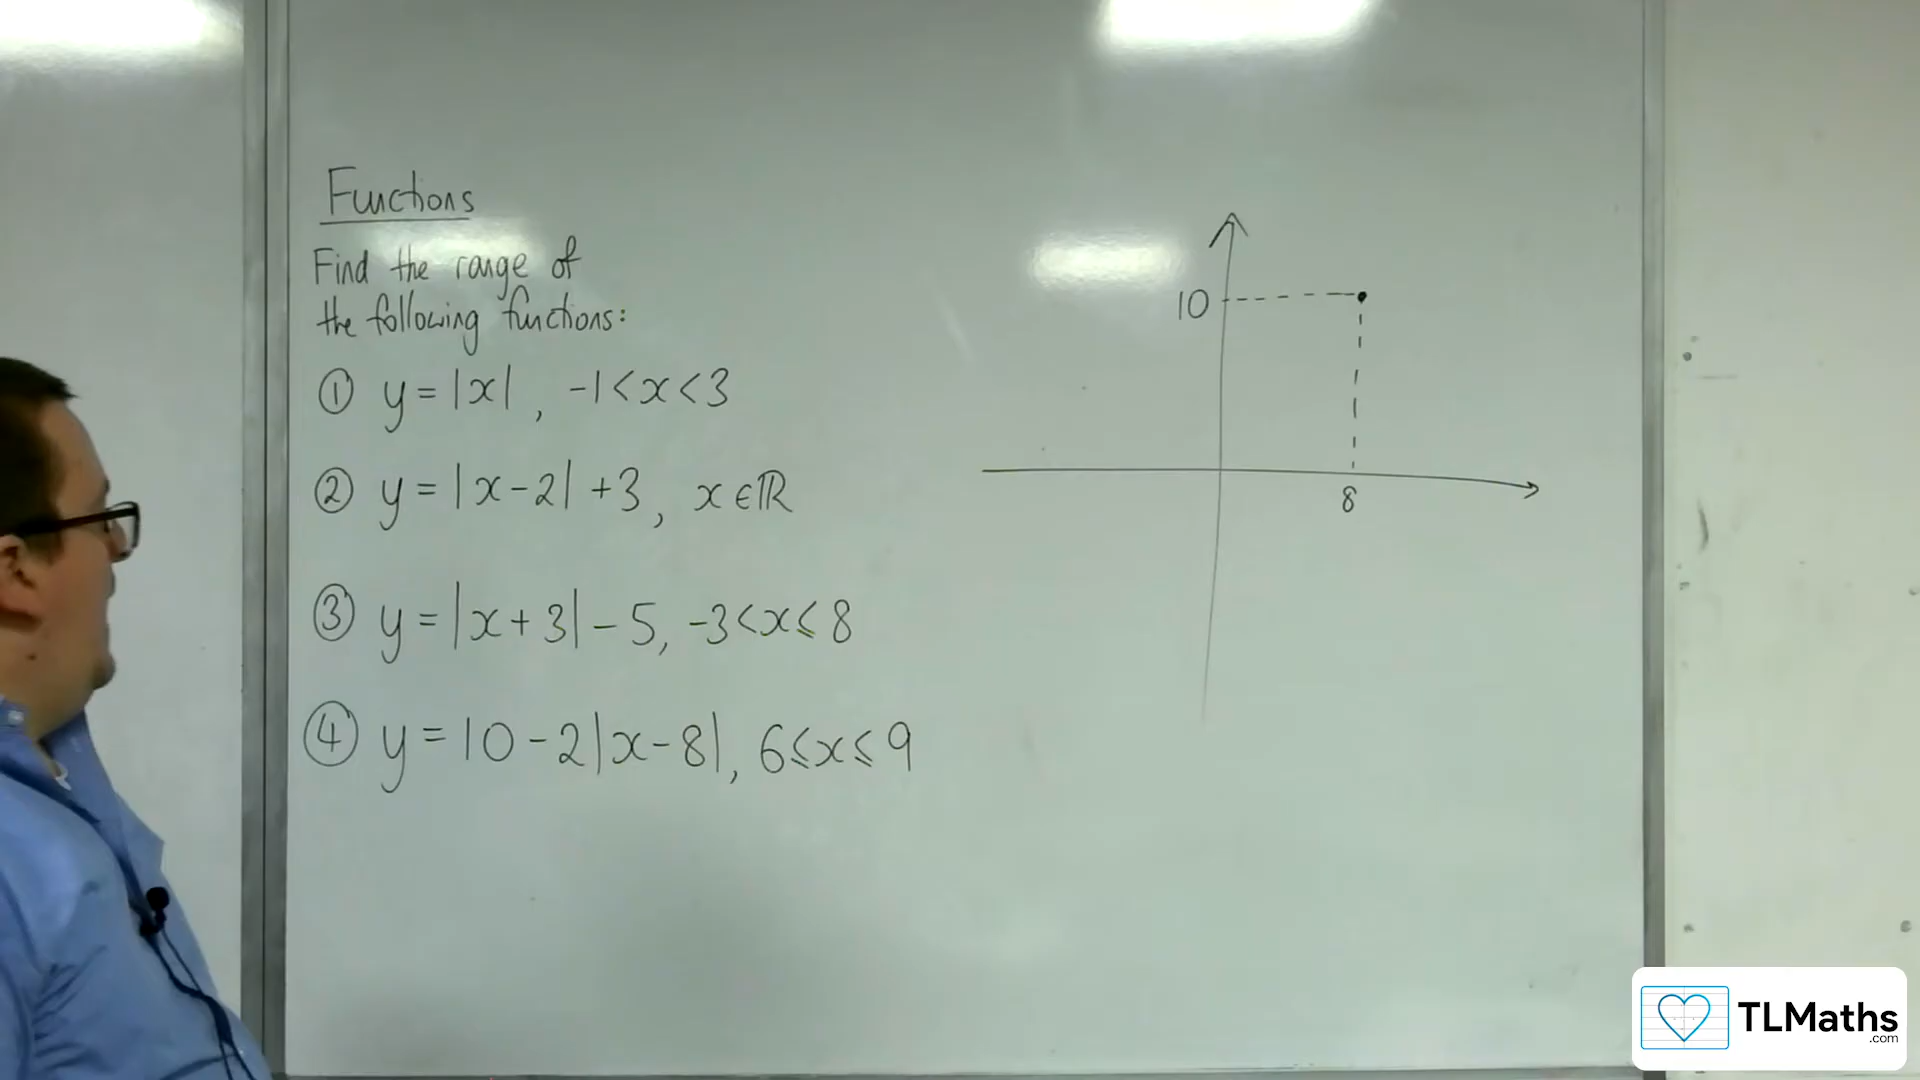 Functions
Find the range of
the following functions:
① y = |x| , -1 < x < 3
② y = |x - 2| + 3, x ∈ ℝ
③ y = |x + 3| - 5, -3 < x ≤ 8
④ y = 10 - 2|x - 8|, 6 ≤ x ≤ 9
10
8
TLMaths
.com